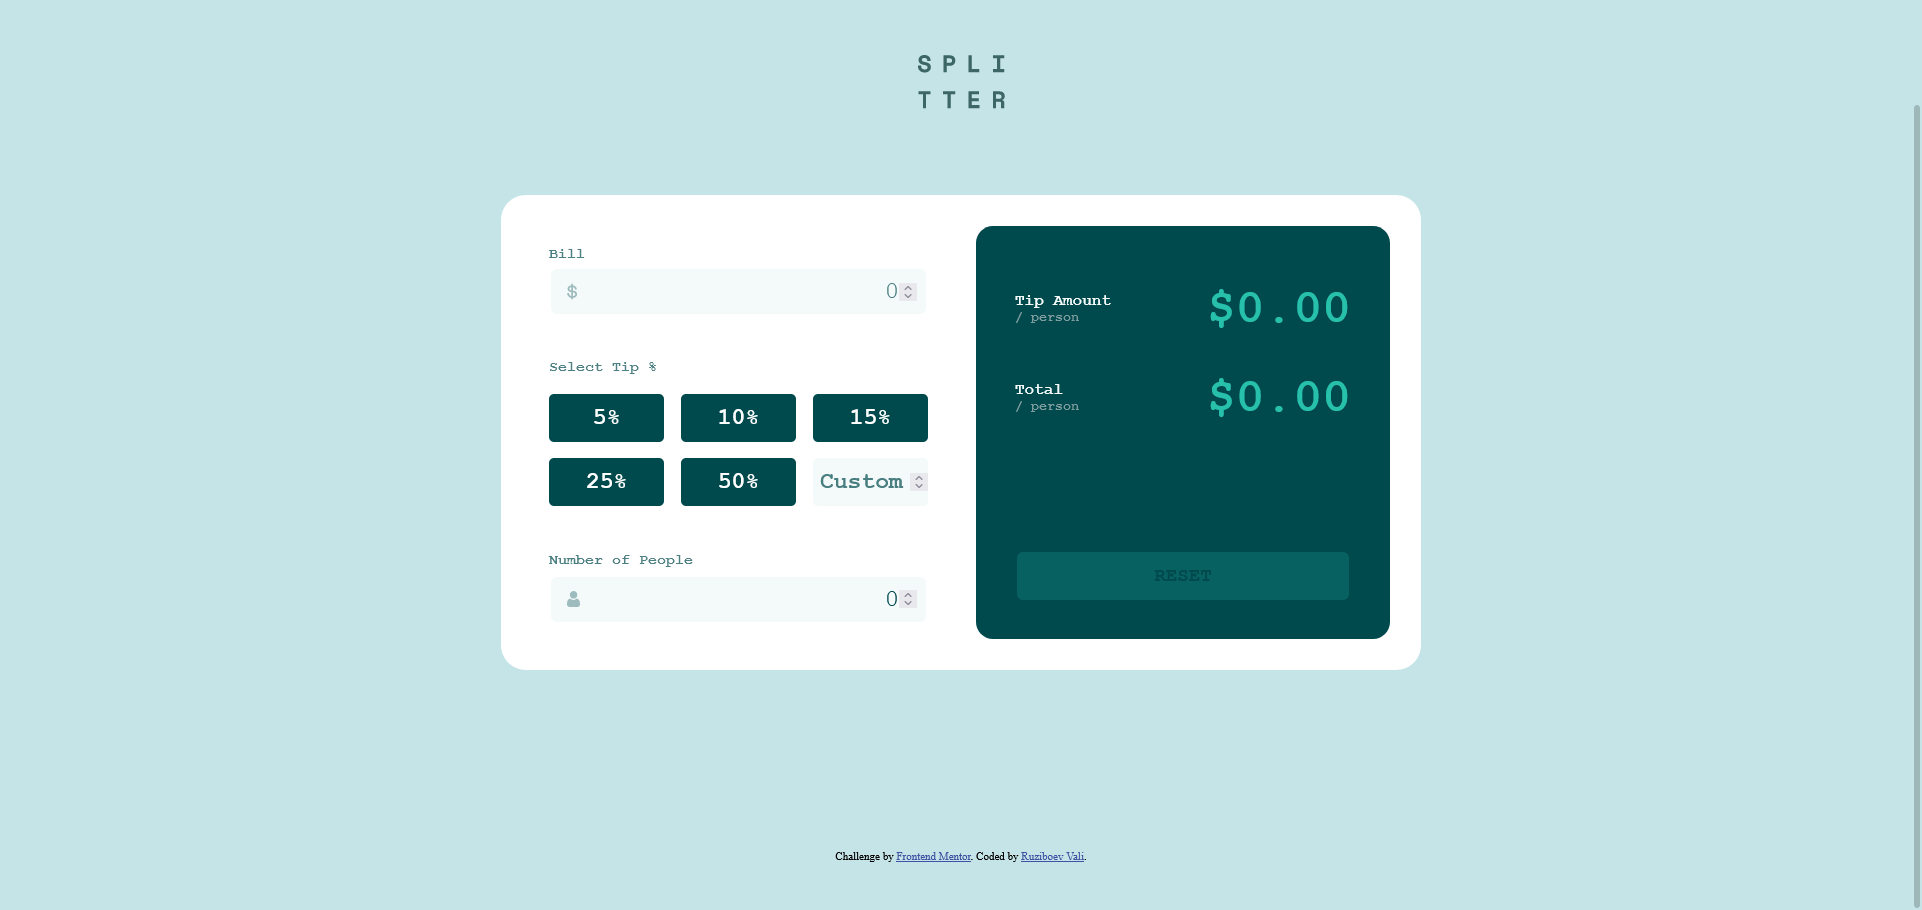 SPLI
TTER
Bill
$ 0
Select Tip %
5% 10% 15%
25% 50% Custom
Number of People
0
Tip Amount
/ person
$0.00
Total
/ person
$0.00
RESET
Challenge by Frontend Mentor. Coded by Ruziboev Vali.